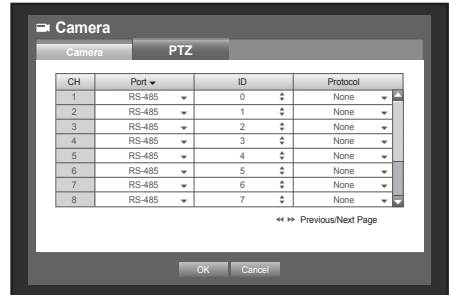 Camera
Camera PTZ
CH Port ID Protocol
1 RS-485 0 None
2 RS-485 1 None
3 RS-485 2 None
4 RS-485 3 None
5 RS-485 4 None
6 RS-485 5 None
7 RS-485 6 None
8 RS-485 7 None
Previous/Next Page
OK Cancel